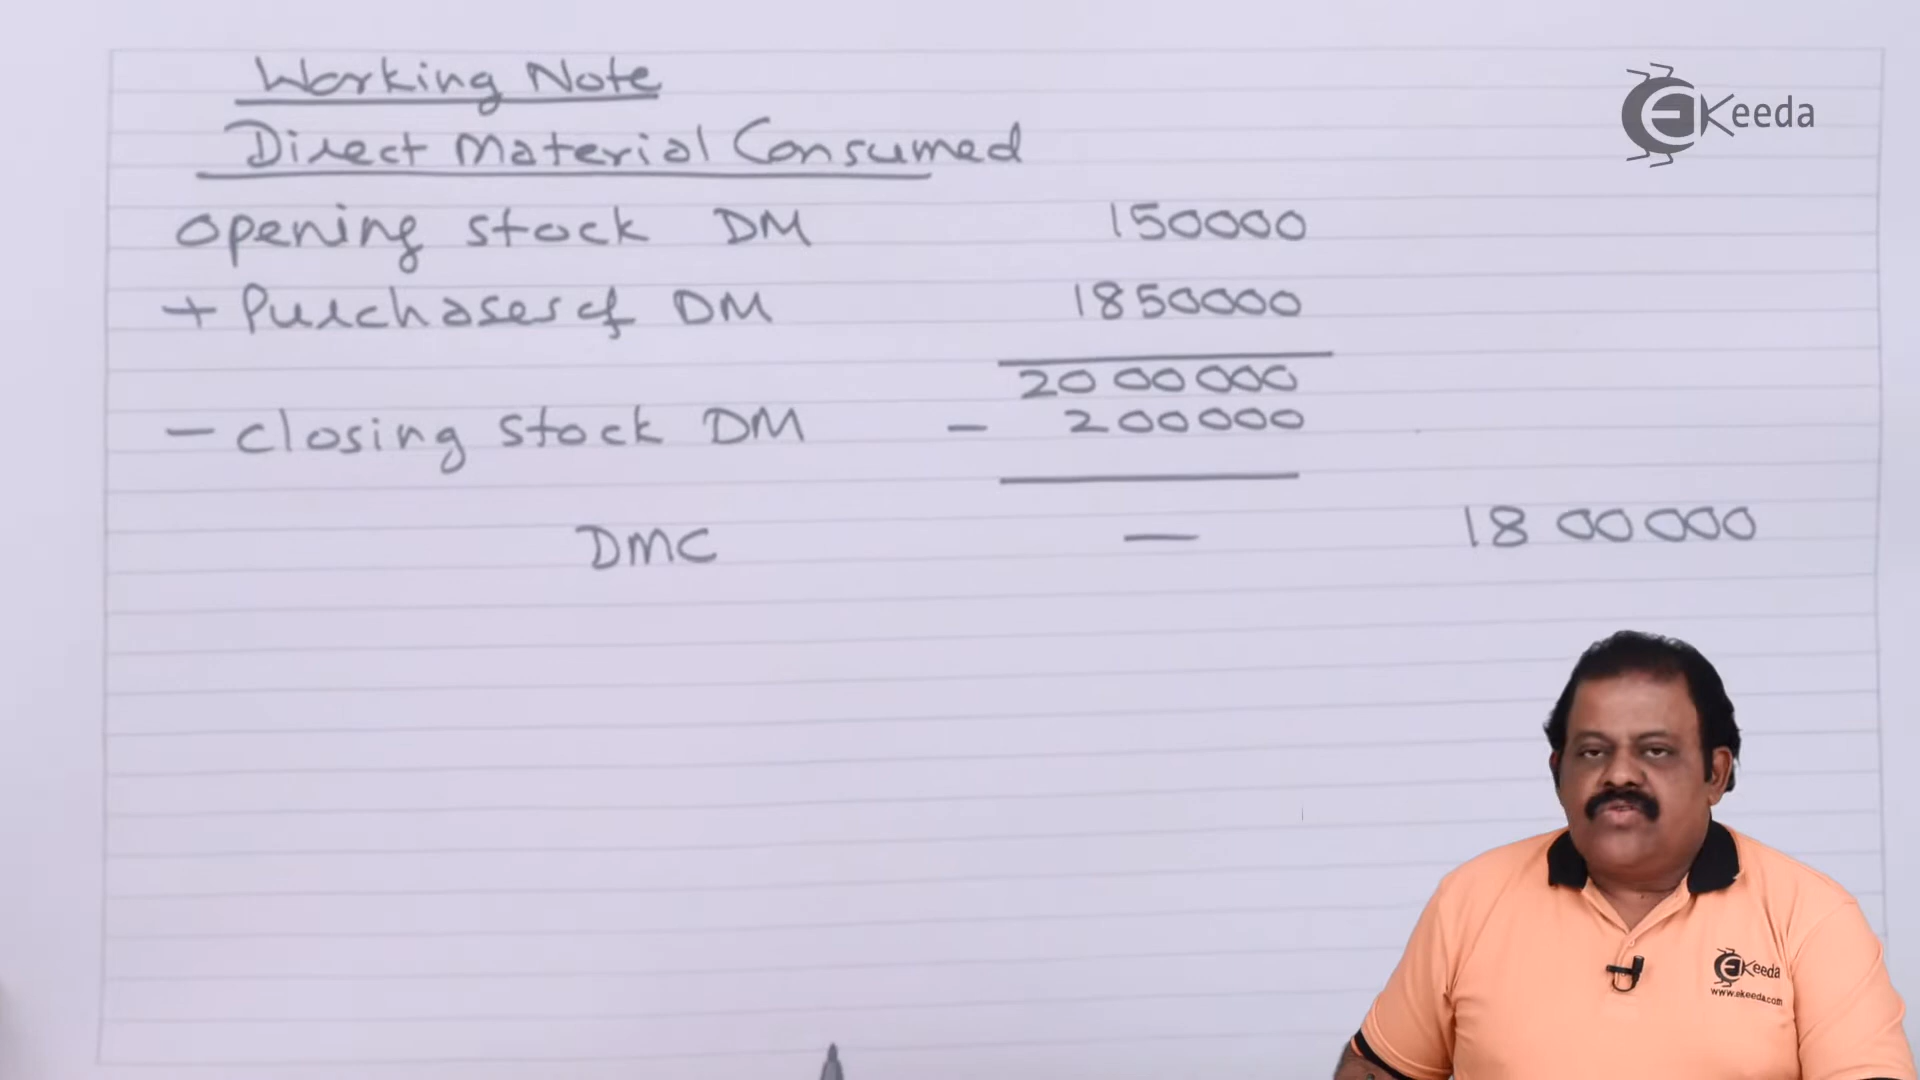 Working Note
Direct Material Consumed
Opening stock DM 150000
+ Purchases of DM 1850000
2000000
- closing stock DM - 200000
DMC — 1800000
EKeeda
EKeeda
www.ekeeda.com